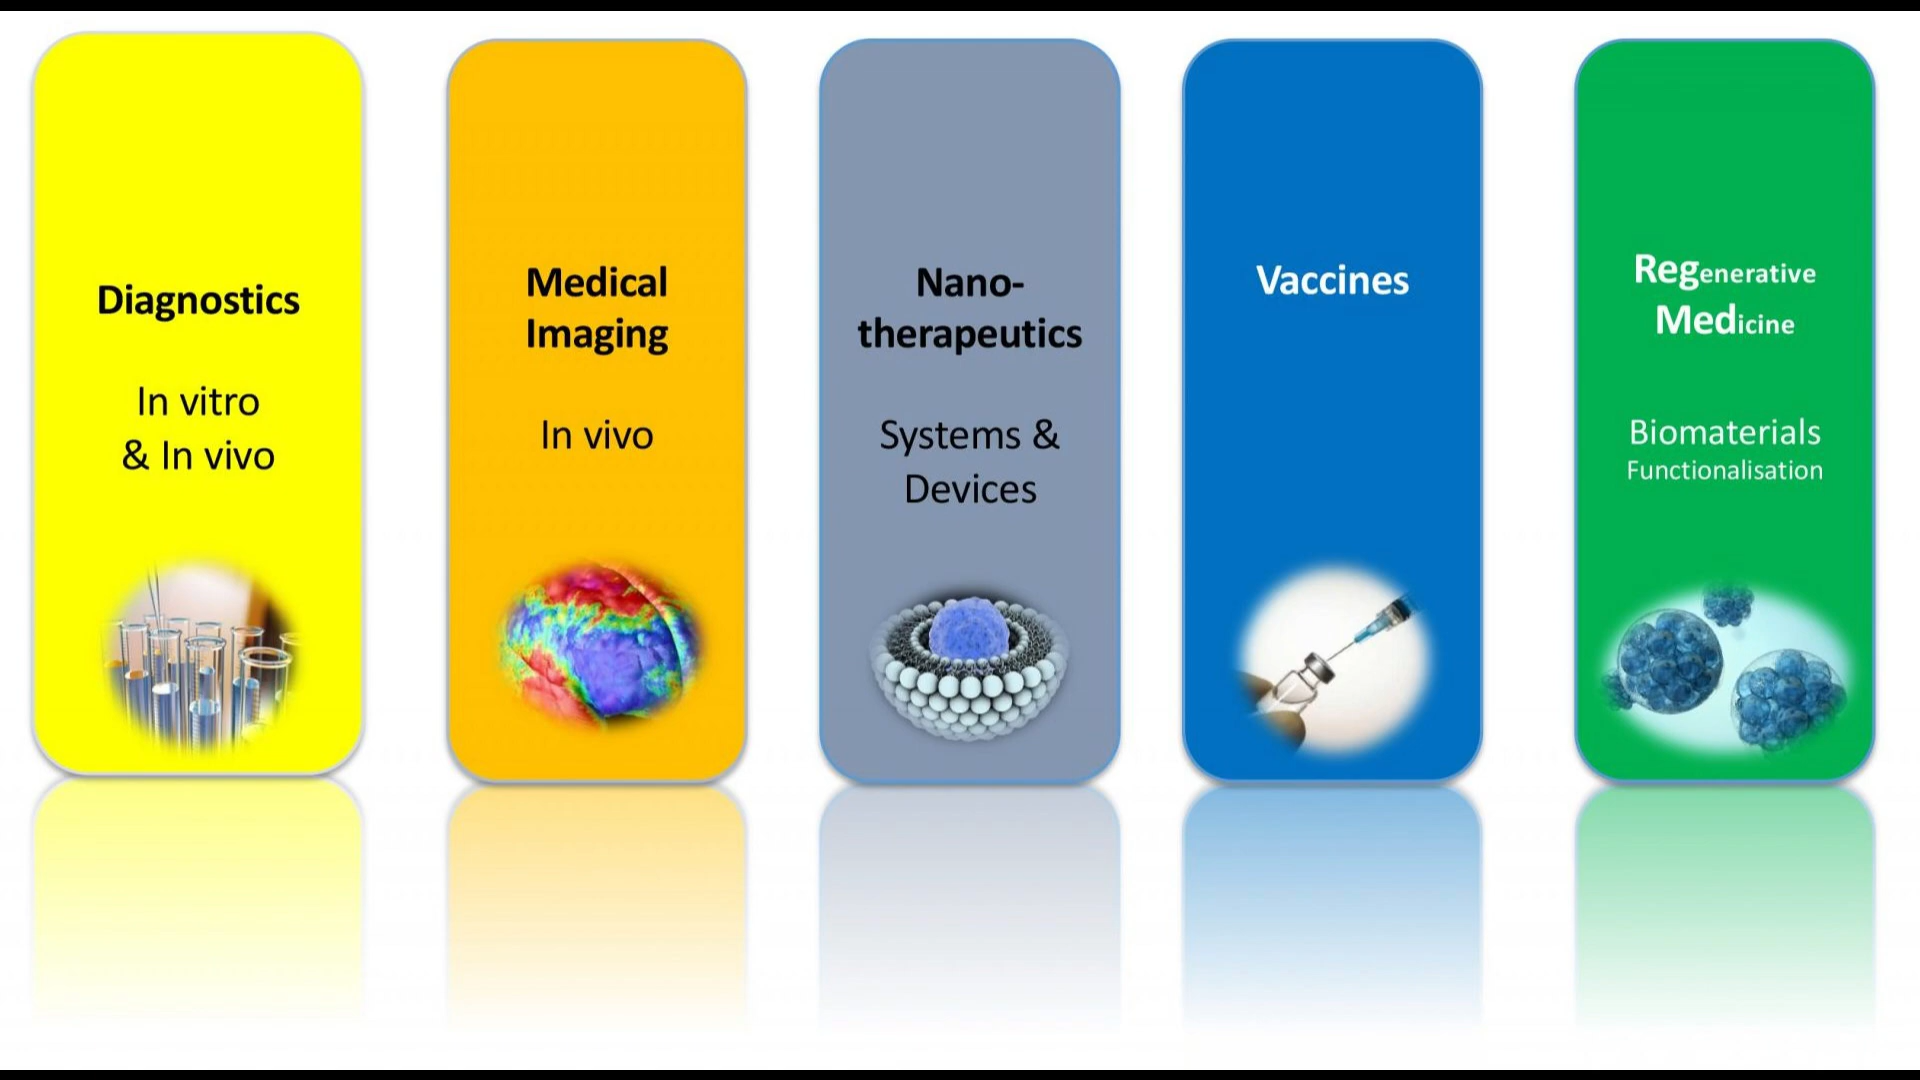 Diagnostics
In vitro
& In vivo
Medical
Imaging
In vivo
Nano-
therapeutics
Systems &
Devices
Vaccines
Regenerative
Medicine
Biomaterials
Functionalisation